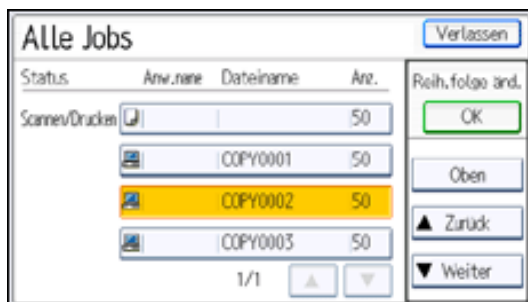 Alle Jobs
Verlassen
Status Anw.name Dateiname Anz.
Reih.folge änd.
Scannen/Drucken 50
OK
COPY0001 50
Oben
COPY0002 50
▲ Zurück
COPY0003 50
1/1 ▲ ▼
▼ Weiter